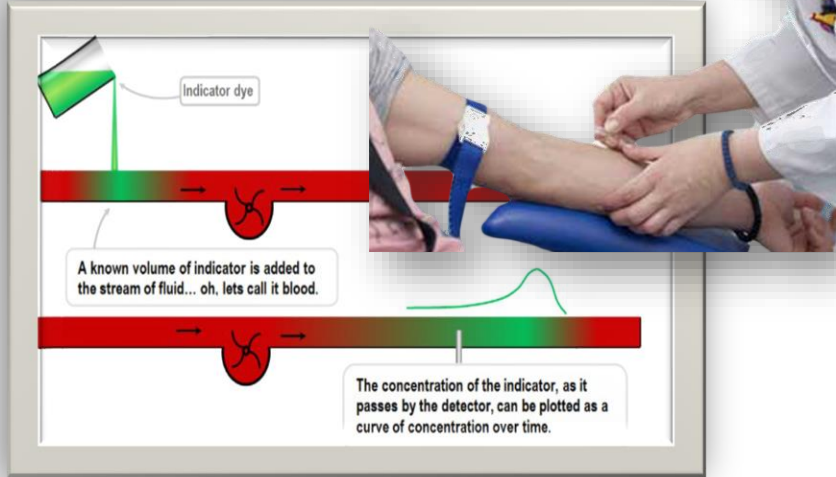 Indicator dye
A known volume of indicator is added to
the stream of fluid... oh, lets call it blood.
The concentration of the indicator, as it
passes by the detector, can be plotted as a
curve of concentration over time.